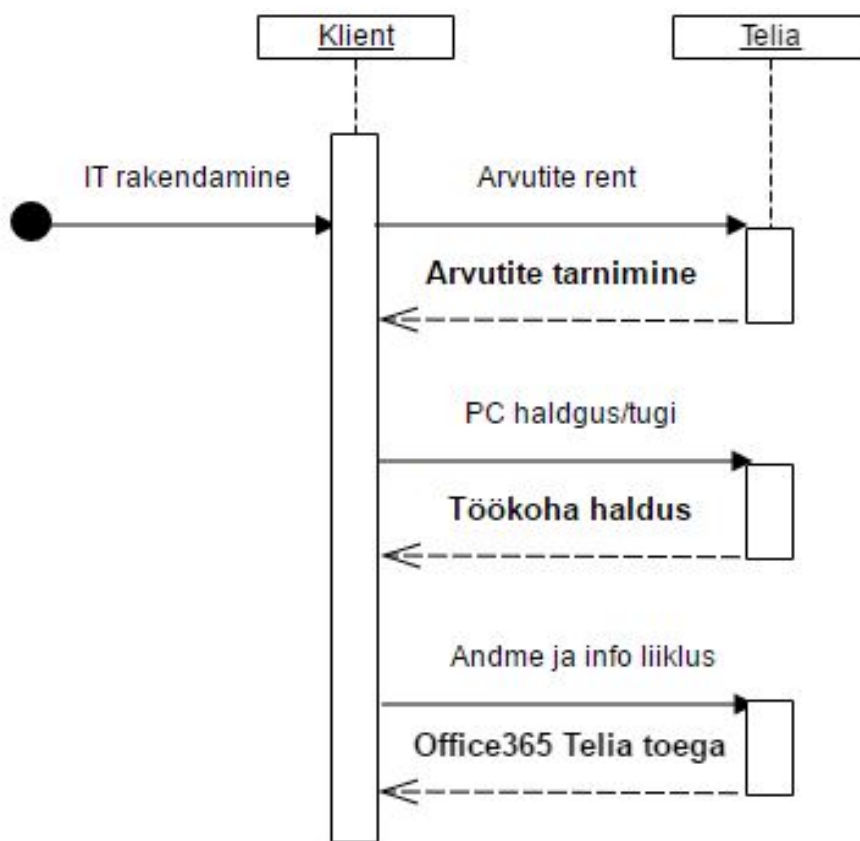 Klient
Telia
IT rakendamine
Arvutite rent
Arvutite tarnimine
PC haldgus/tugi
Töökoha haldus
Andme ja info liiklus
Office365 Telia toega